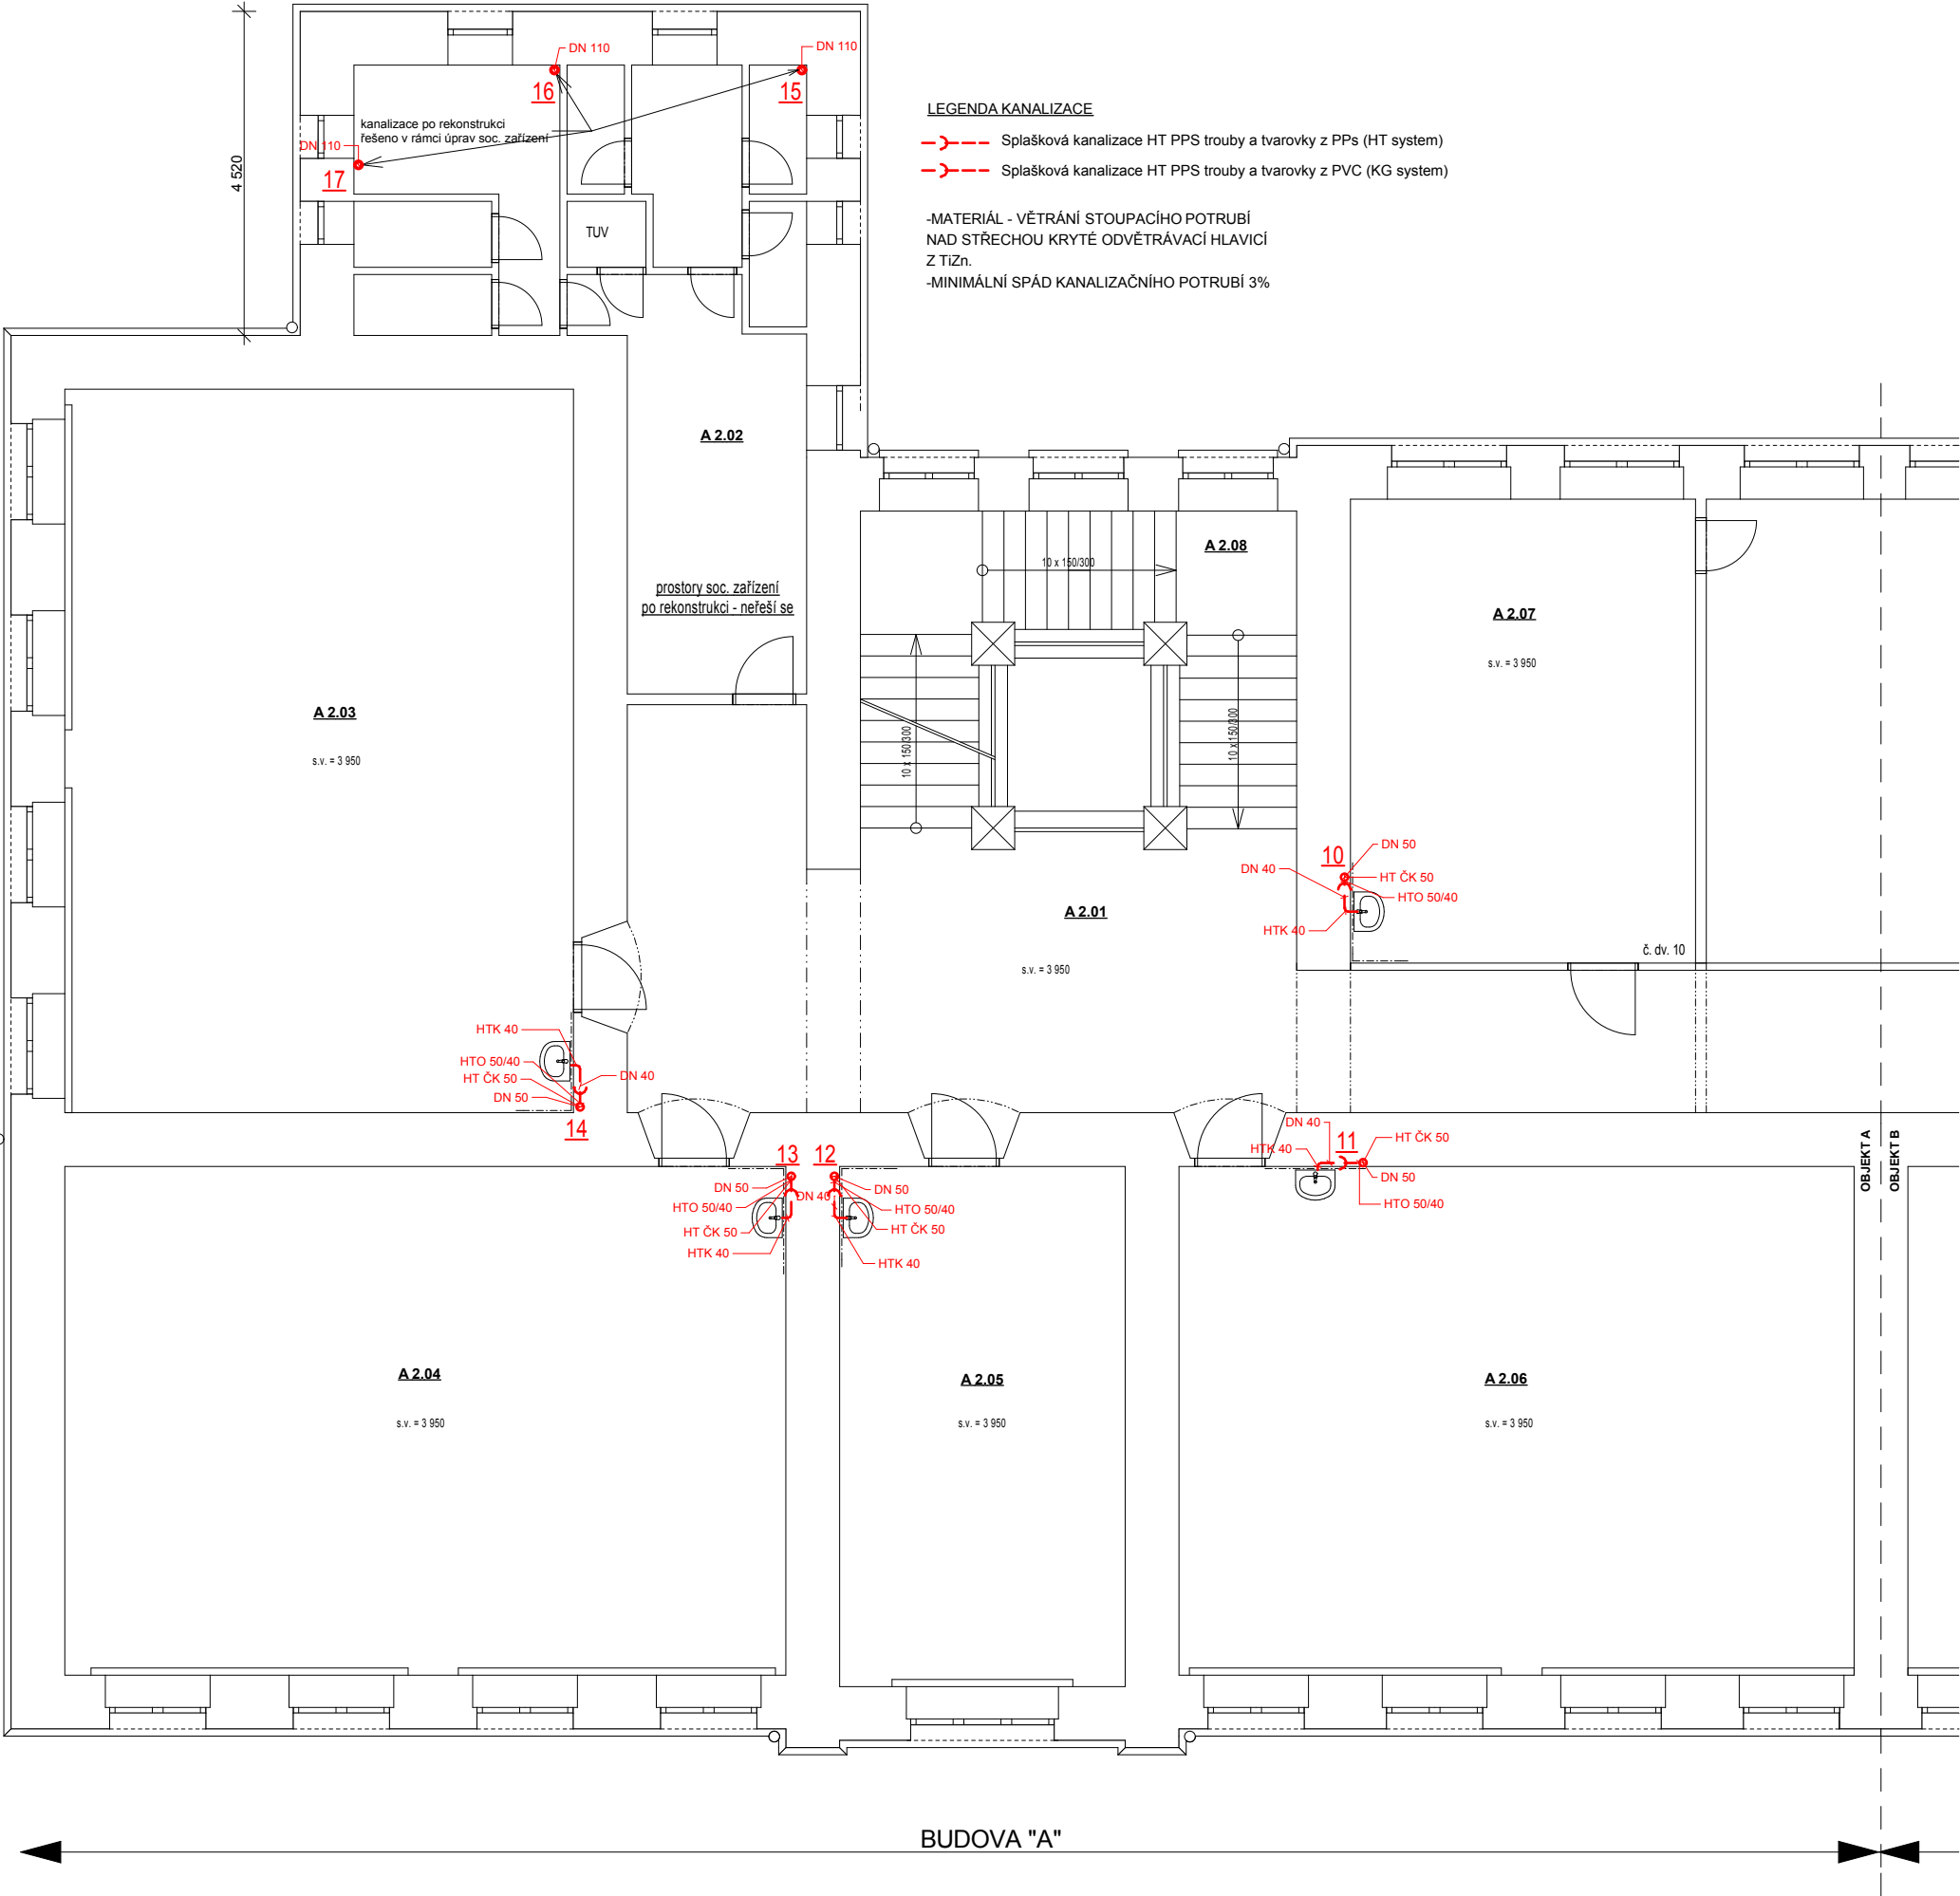 DN 110
DN 110
16
15
kanalizace po rekonstrukci
řešeno v rámci úprav soc. zařízení
DN 110
17
4 520
TUV
LEGENDA KANALIZACE
Splašková kanalizace HT PPS trouby a tvarovky z PPs (HT system)
Splašková kanalizace HT PPS trouby a tvarovky z PVC (KG system)
-MATERIÁL - VĚTRÁNÍ STOUPACÍHO POTRUBÍ
NAD STŘECHOU KRYTÉ ODVĚTRÁVACÍ HLAVICÍ
Z TiZn.
-MINIMÁLNÍ SPÁD KANALIZAČNÍHO POTRUBÍ 3%
A 2.02
prostory soc. zařízení
po rekonstrukci - neřeší se
A 2.08
10 x 150/300
10 x 150/300
10 x 150/300
A 2.07
s.v. = 3 950
A 2.03
s.v. = 3 950
10
DN 50
DN 40
HT ČK 50
HTO 50/40
HTK 40
č. dv. 10
A 2.01
s.v. = 3 950
HTK 40
HTO 50/40
HT ČK 50
DN 50
DN 40
14
13
12
DN 50
HTO 50/40
HT ČK 50
HTK 40
DN 40
DN 50
HTO 50/40
HT ČK 50
HTK 40
DN 40
HTK 40
11
HT ČK 50
DN 50
HTO 50/40
OBJEKT A
OBJEKT B
A 2.04
s.v. = 3 950
A 2.05
s.v. = 3 950
A 2.06
s.v. = 3 950
BUDOVA "A"